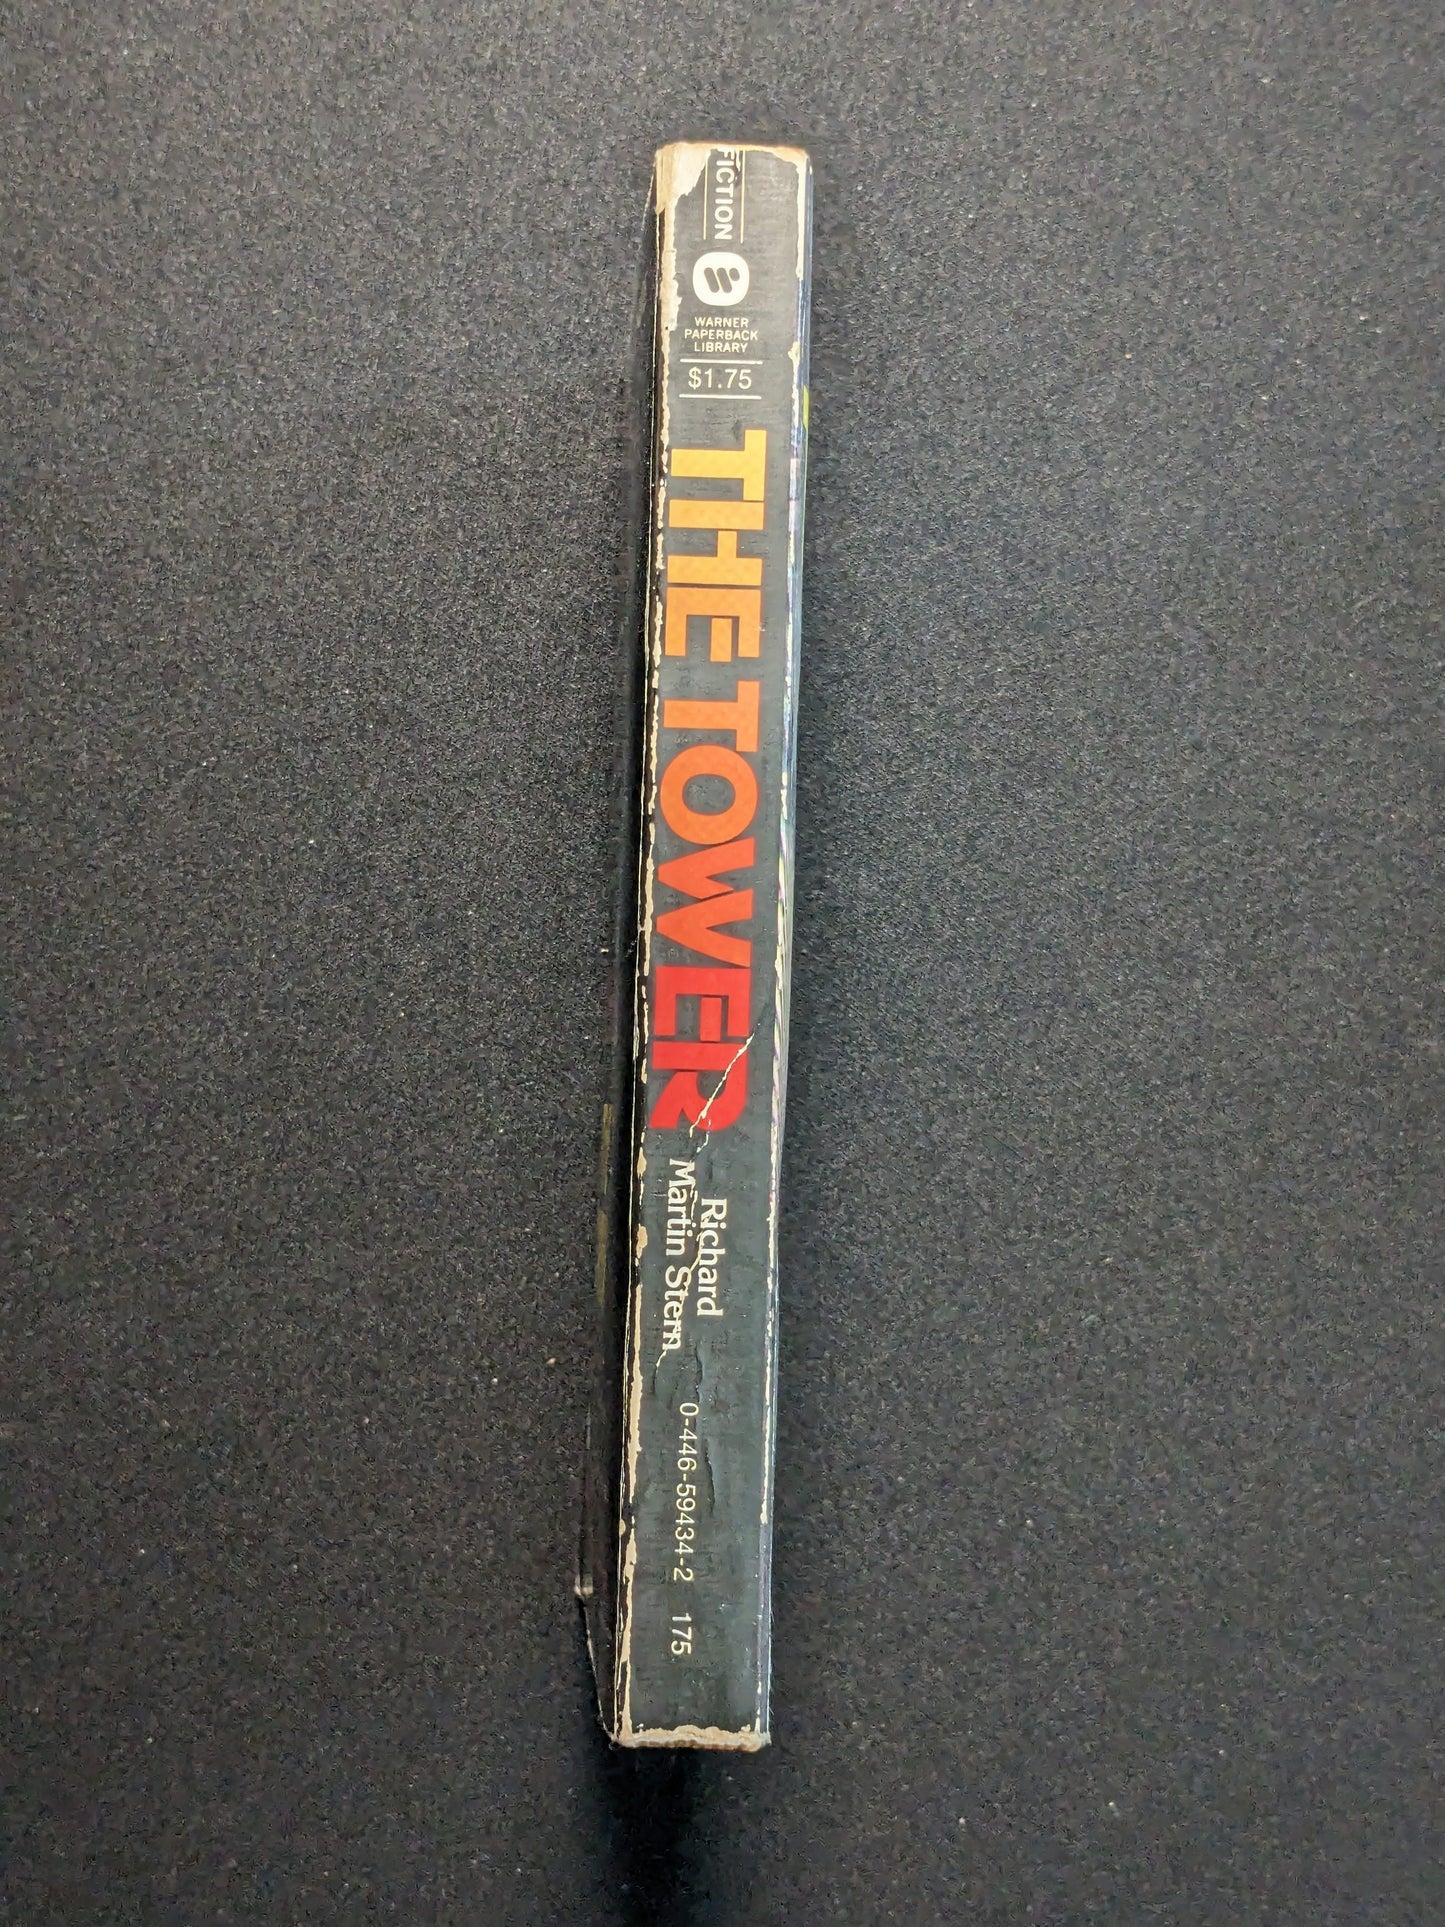 FICTION
WARNER
PAPERBACK
LIBRARY
$1.75
THE TOWER
Richard
Martin Stern
0-446-59434-2 175